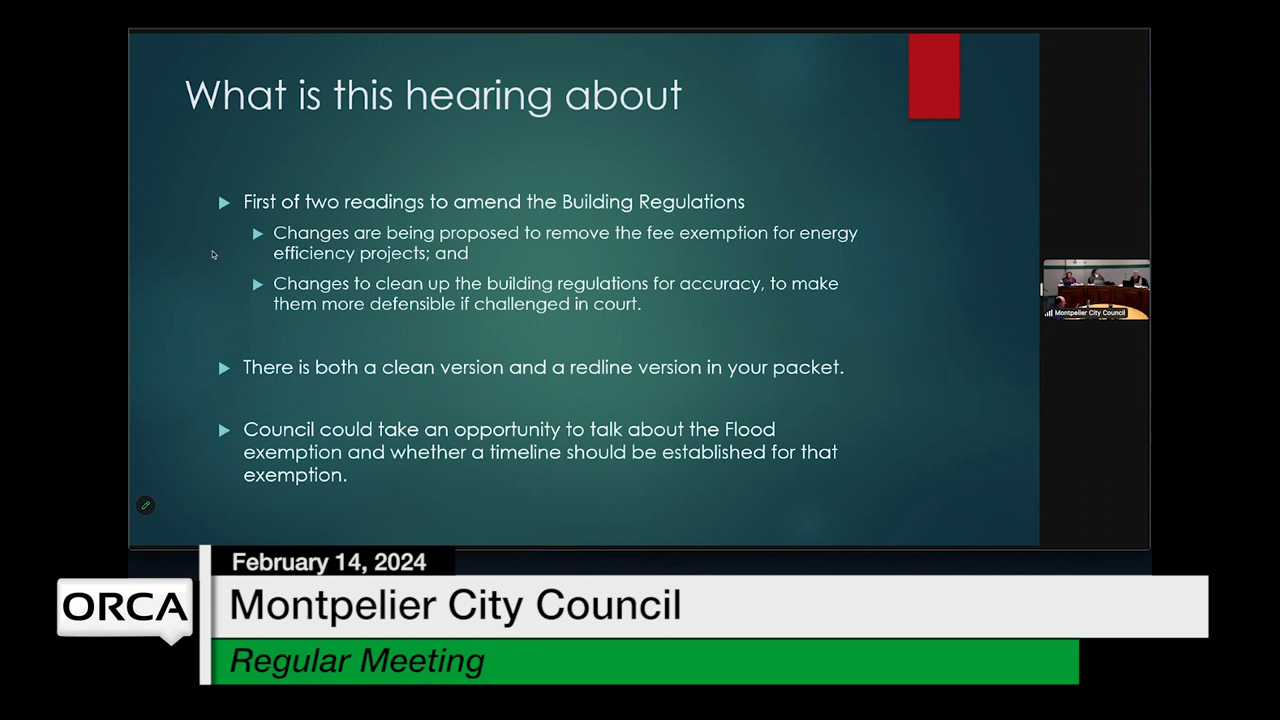 What is this hearing about
First of two readings to amend the Building Regulations
Changes are being proposed to remove the fee exemption for energy
efficiency projects; and
Changes to clean up the building regulations for accuracy, to make
them more defensible if challenged in court.
There is both a clean version and a redline version in your packet.
Council could take an opportunity to talk about the Flood
exemption and whether a timeline should be established for that
exemption.
Montpelier City Council
February 14, 2024
ORCA
Montpelier City Council
Regular Meeting